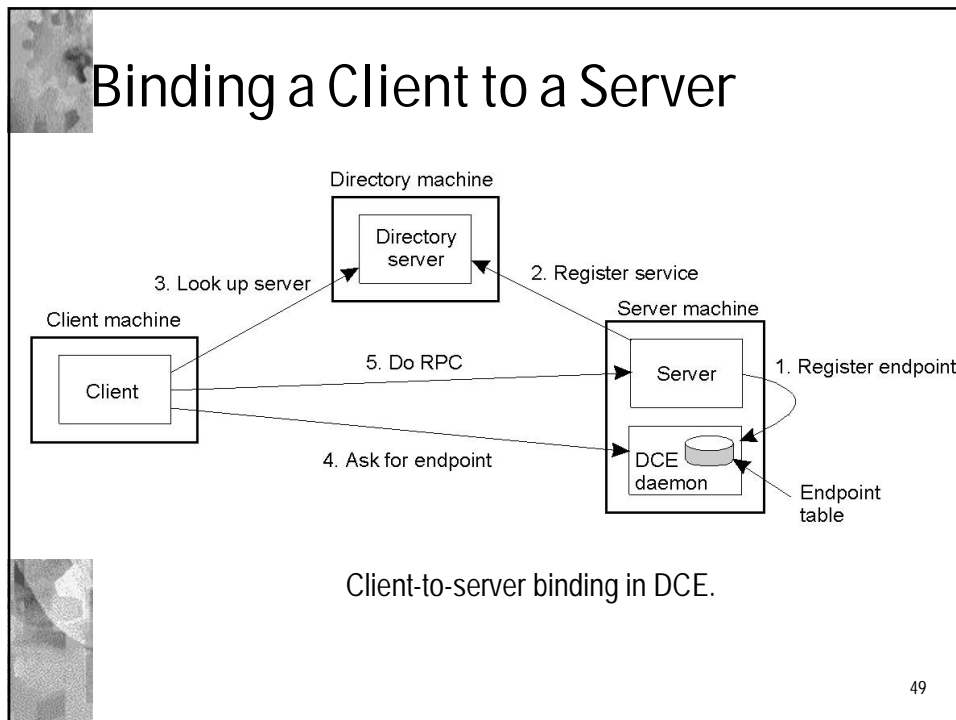 Binding a Client to a Server
Directory machine
Directory
server
3. Look up server
2. Register service
Client machine
Server machine
Client
5. Do RPC
Server
1. Register endpoint
4. Ask for endpoint
DCE
daemon
Endpoint
table
Client-to-server binding in DCE.
49